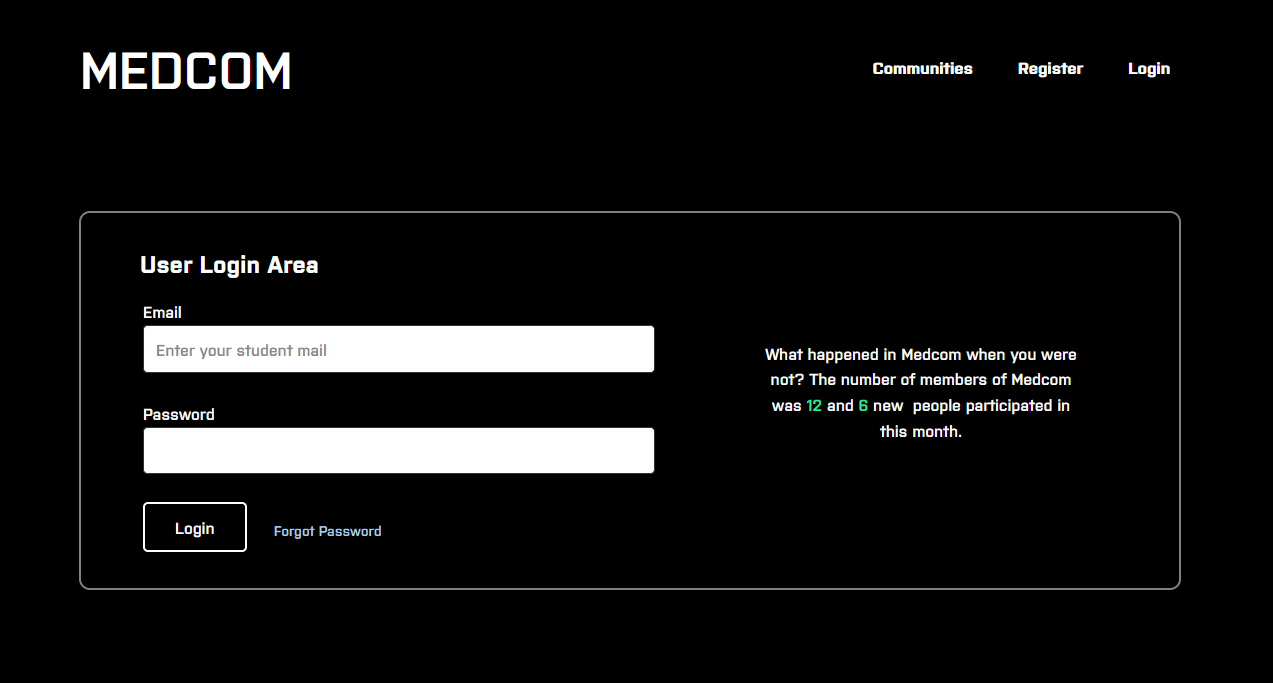 MEDCOM
Communities
Register
Login
User Login Area
Email
Enter your student mail
Password
Login
Forgot Password
What happened in Medcom when you were
not? The number of members of Medcom
was 12 and 6 new  people participated in
this month.